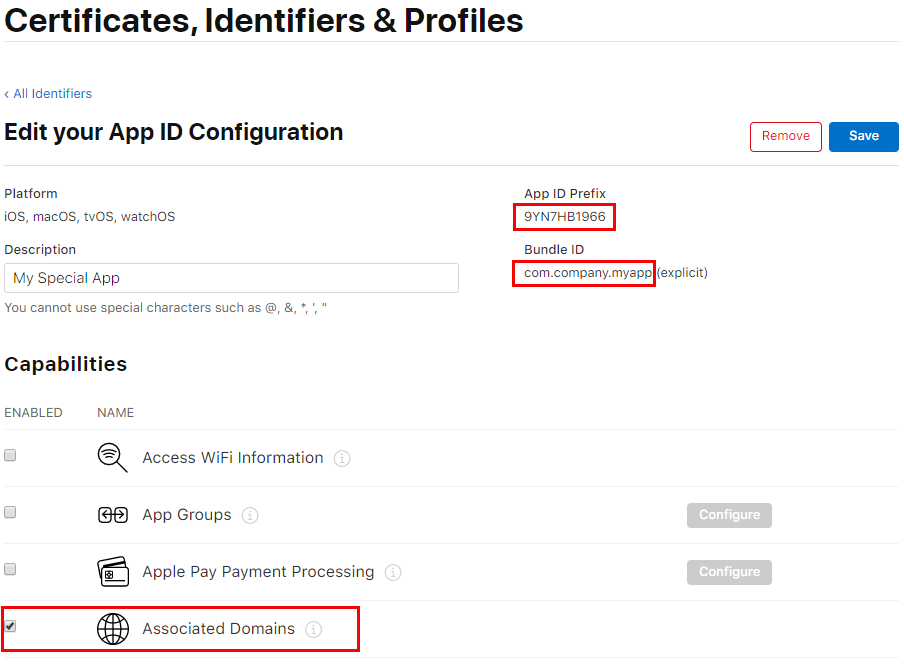 Certificates, Identifiers & Profiles
‹ All Identifiers
Edit your App ID Configuration
Remove
Save
Platform
iOS, macOS, tvOS, watchOS
App ID Prefix
9YN7HB1966
Description
My Special App
You cannot use special characters such as @, &, *, ', "
Bundle ID
com.company.myapp (explicit)
Capabilities
ENABLED NAME
Access WiFi Information
App Groups Configure
Apple Pay Payment Processing Configure
Associated Domains